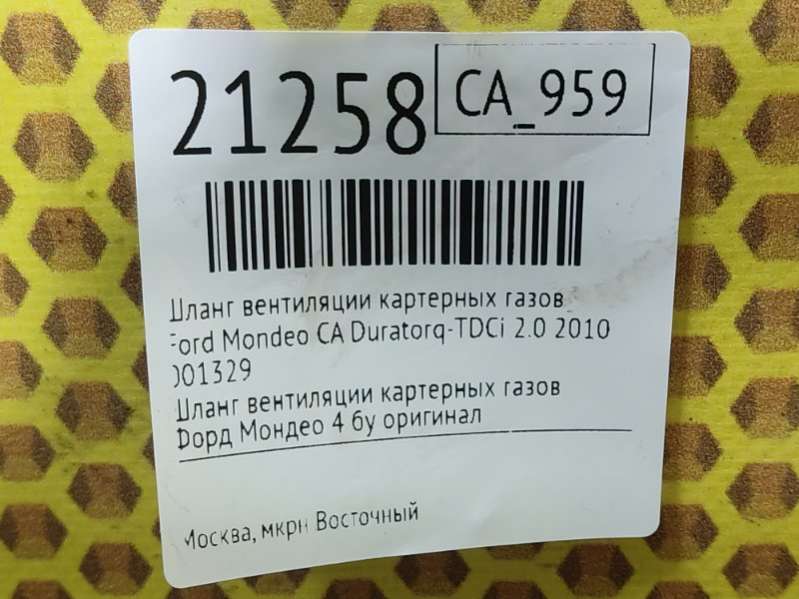 21258
CA_959
Шланг вентиляции картерных газов
Ford Mondeo CA Duratorq-TDCi 2.0 2010
001329
Шланг вентиляции картерных газов
Форд Мондео 4 бу оригинал
Москва, мкрн Восточный